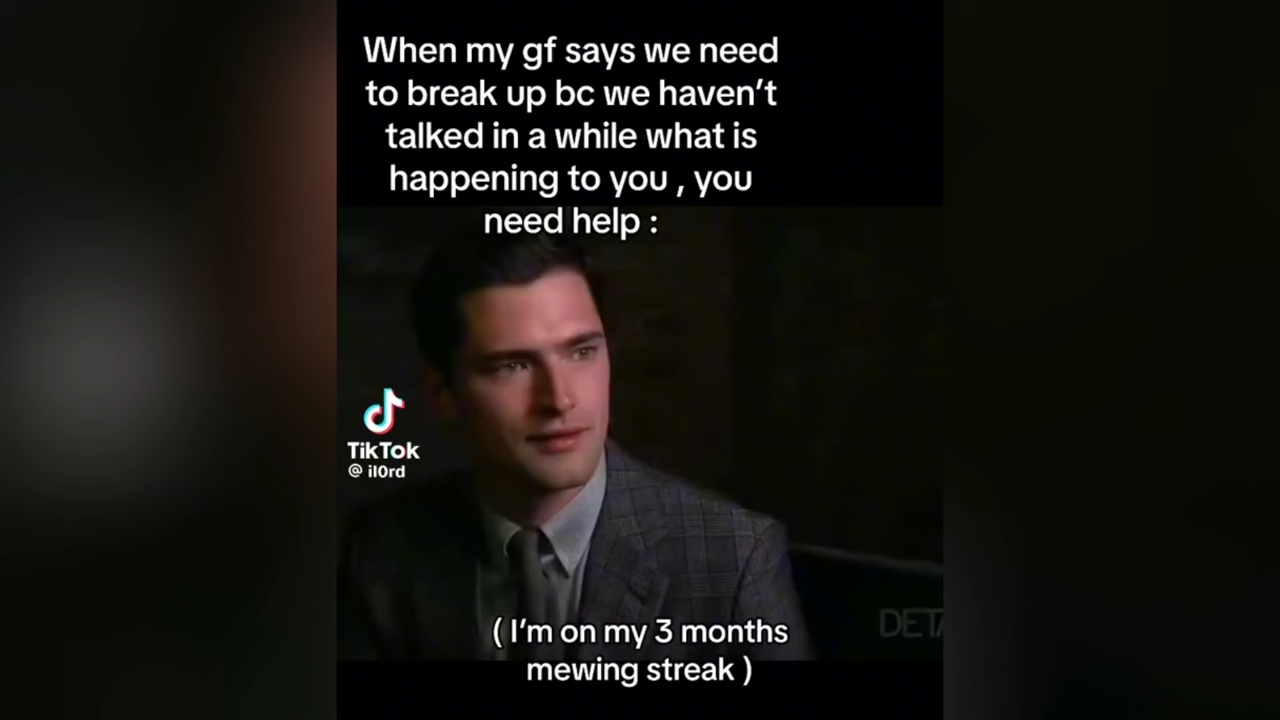 When my gf says we need
to break up bc we haven't
talked in a while what is
happening to you , you
need help :
TikTok
@ il0rd
DETA
( I'm on my 3 months
mewing streak )